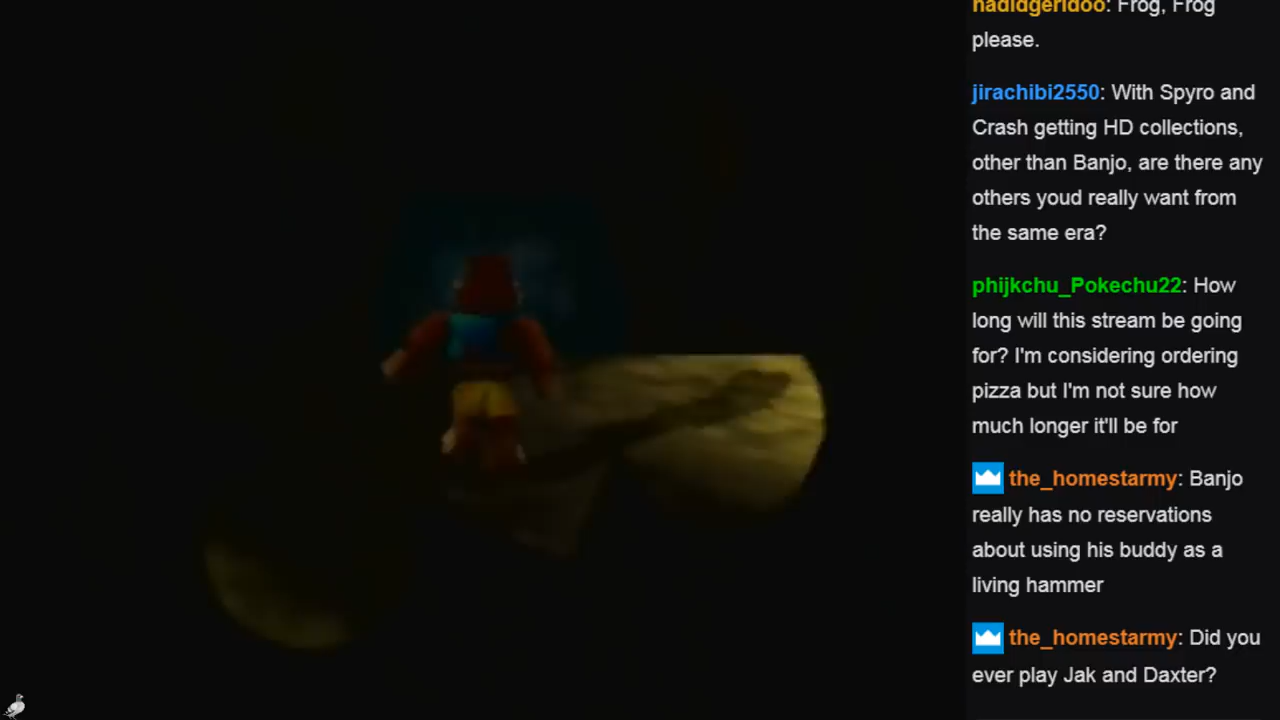 nadidgeridoo: Frog, Frog
please.
jirachibi2550: With Spyro and
Crash getting HD collections,
other than Banjo, are there any
others youd really want from
the same era?
phijkchu_Pokechu22: How
long will this stream be going
for? I'm considering ordering
pizza but I'm not sure how
much longer it'll be for
the_homestarmy: Banjo
really has no reservations
about using his buddy as a
living hammer
the_homestarmy: Did you
ever play Jak and Daxter?